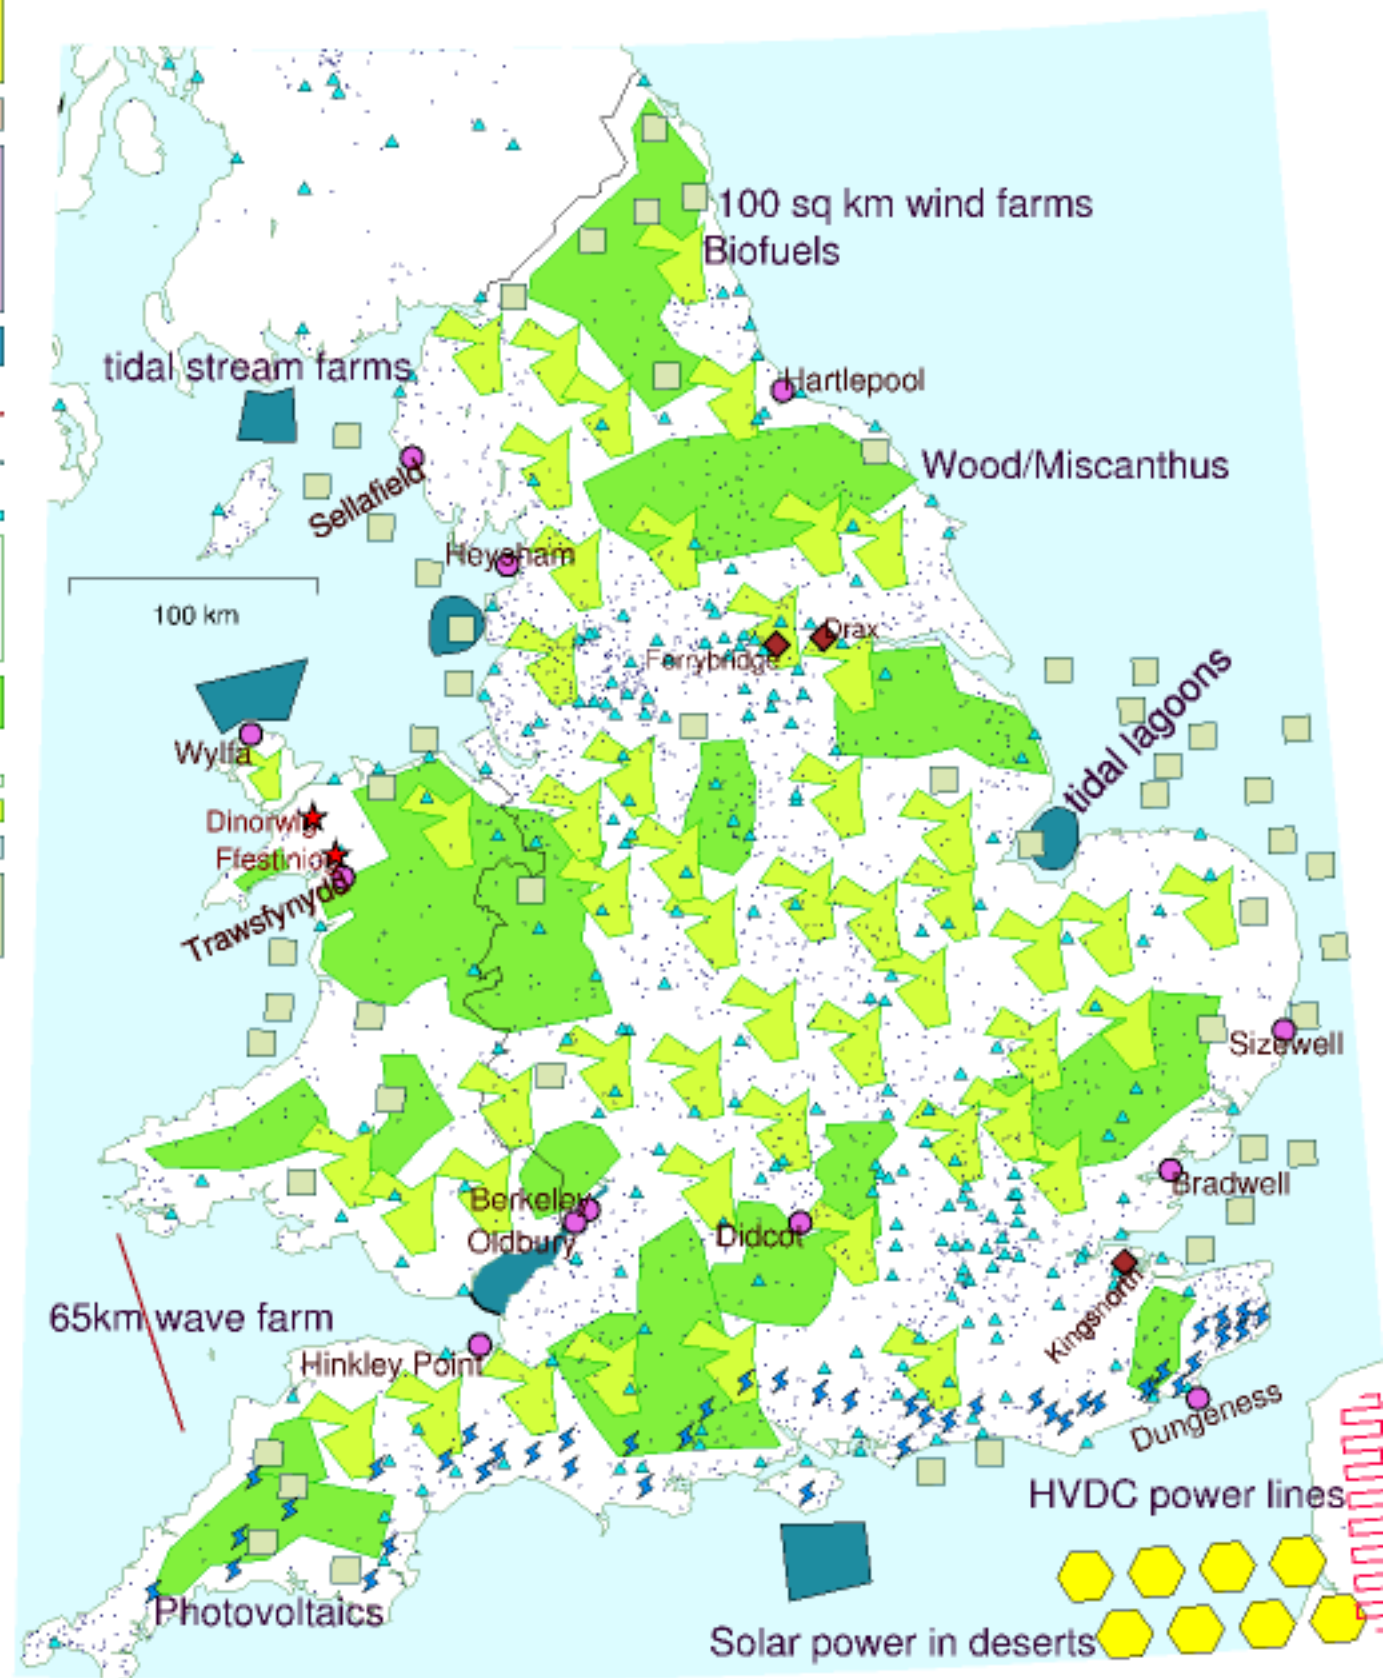 100 sq km wind farms
Biofuels
tidal stream farms
Hartlepool
Wood/Miscanthus
Sellafield
Heysham
100 km
Drax
Ferrybridge
tidal lagoons
Wylfa
Dinorwig
Ffestiniog
Trawsfynydd
Sizewell
Bradwell
Berkeley
Oldbury
Didcot
Kingsnorth
65km wave farm
Hinkley Point
Dungeness
HVDC power lines
Photovoltaics
Solar power in deserts